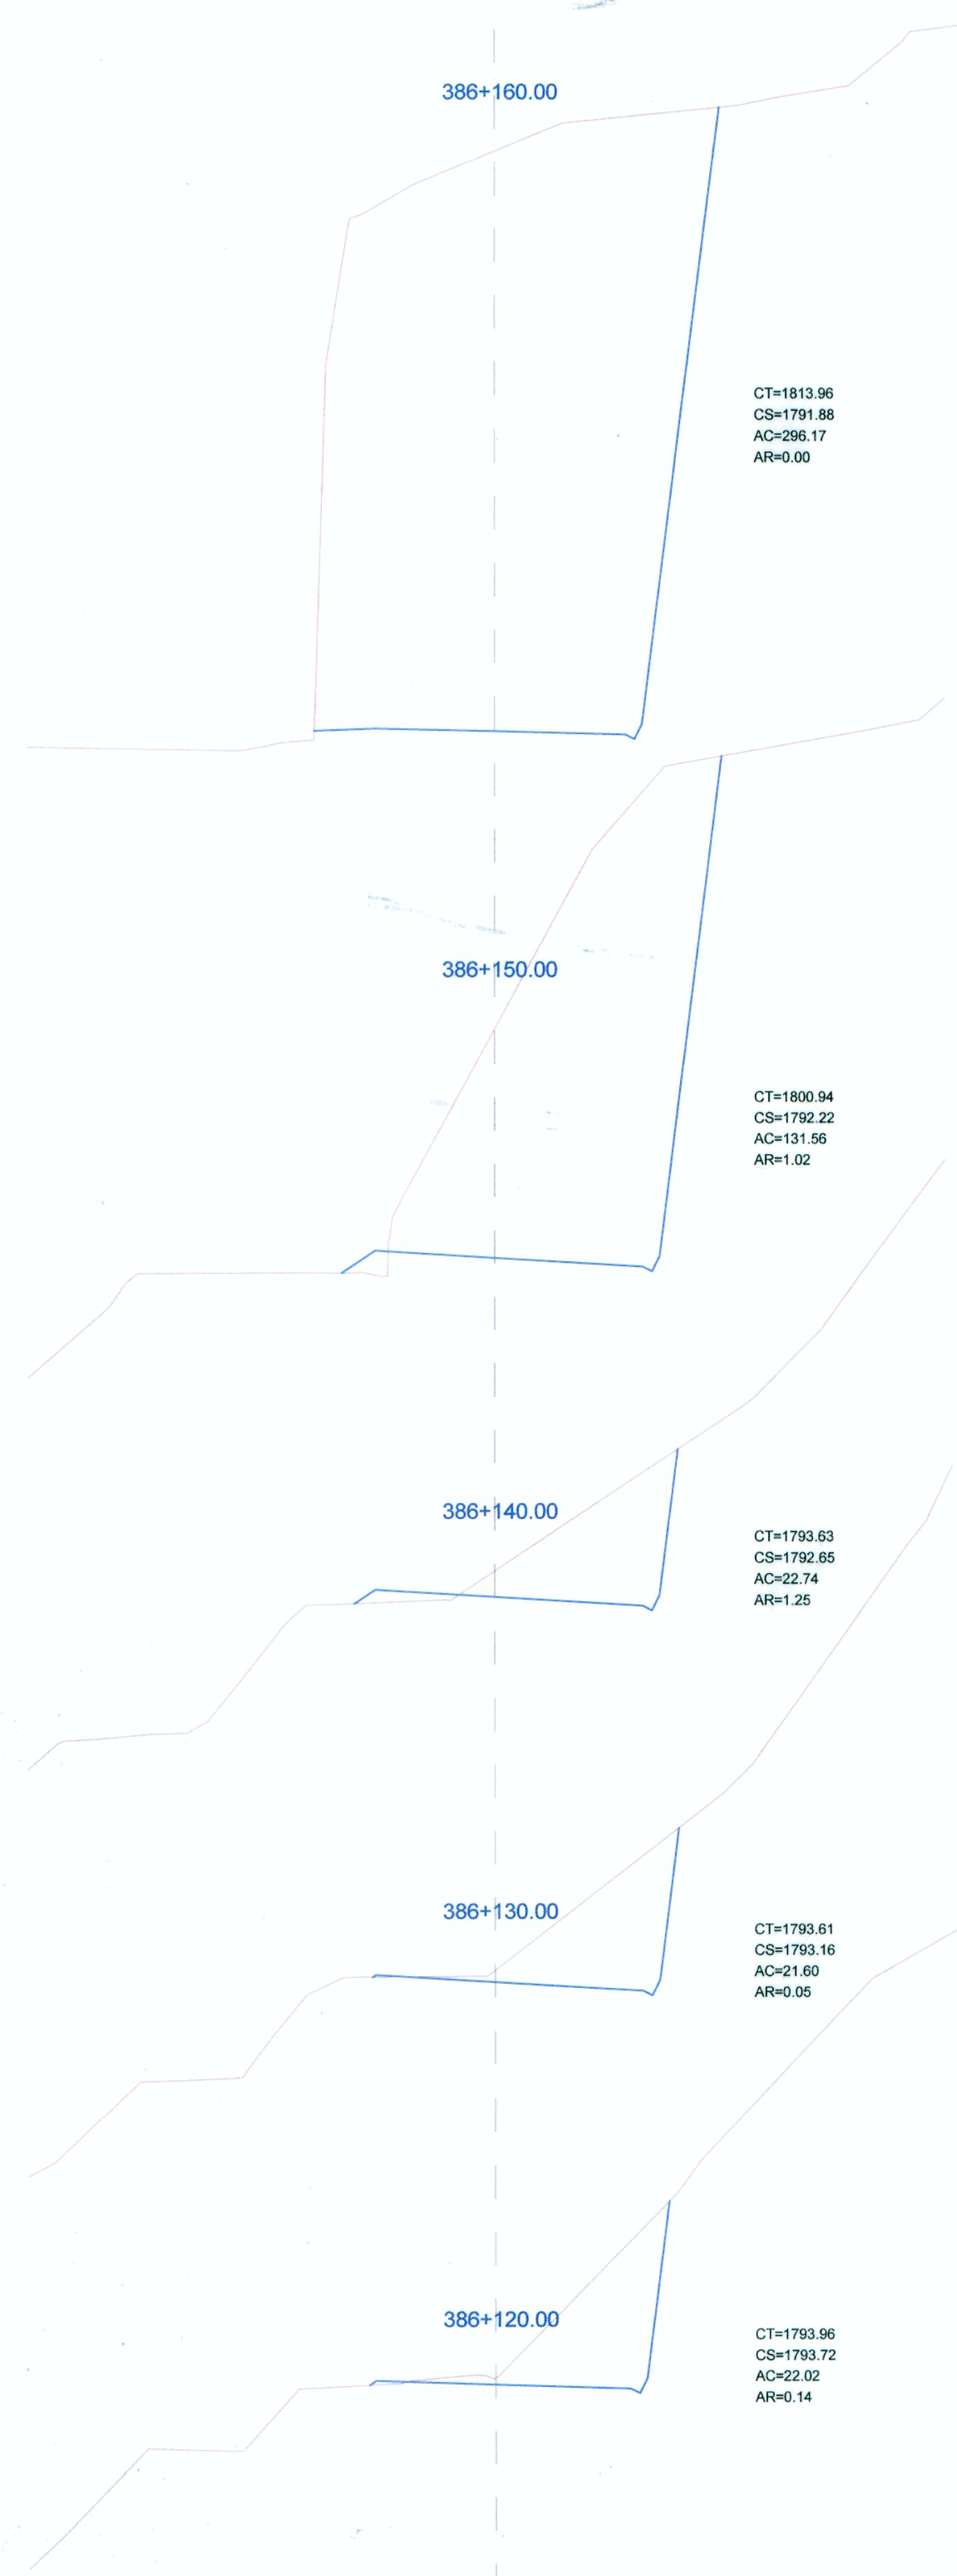 386+160.00
CT=1813.96
CS=1791.88
AC=296.17
AR=0.00
386+150.00
CT=1800.94
CS=1792.22
AC=131.56
AR=1.02
386+140.00
CT=1793.63
CS=1792.65
AC=22.74
AR=1.25
386+130.00
CT=1793.61
CS=1793.16
AC=21.60
AR=0.05
386+120.00
CT=1793.96
CS=1793.72
AC=22.02
AR=0.14